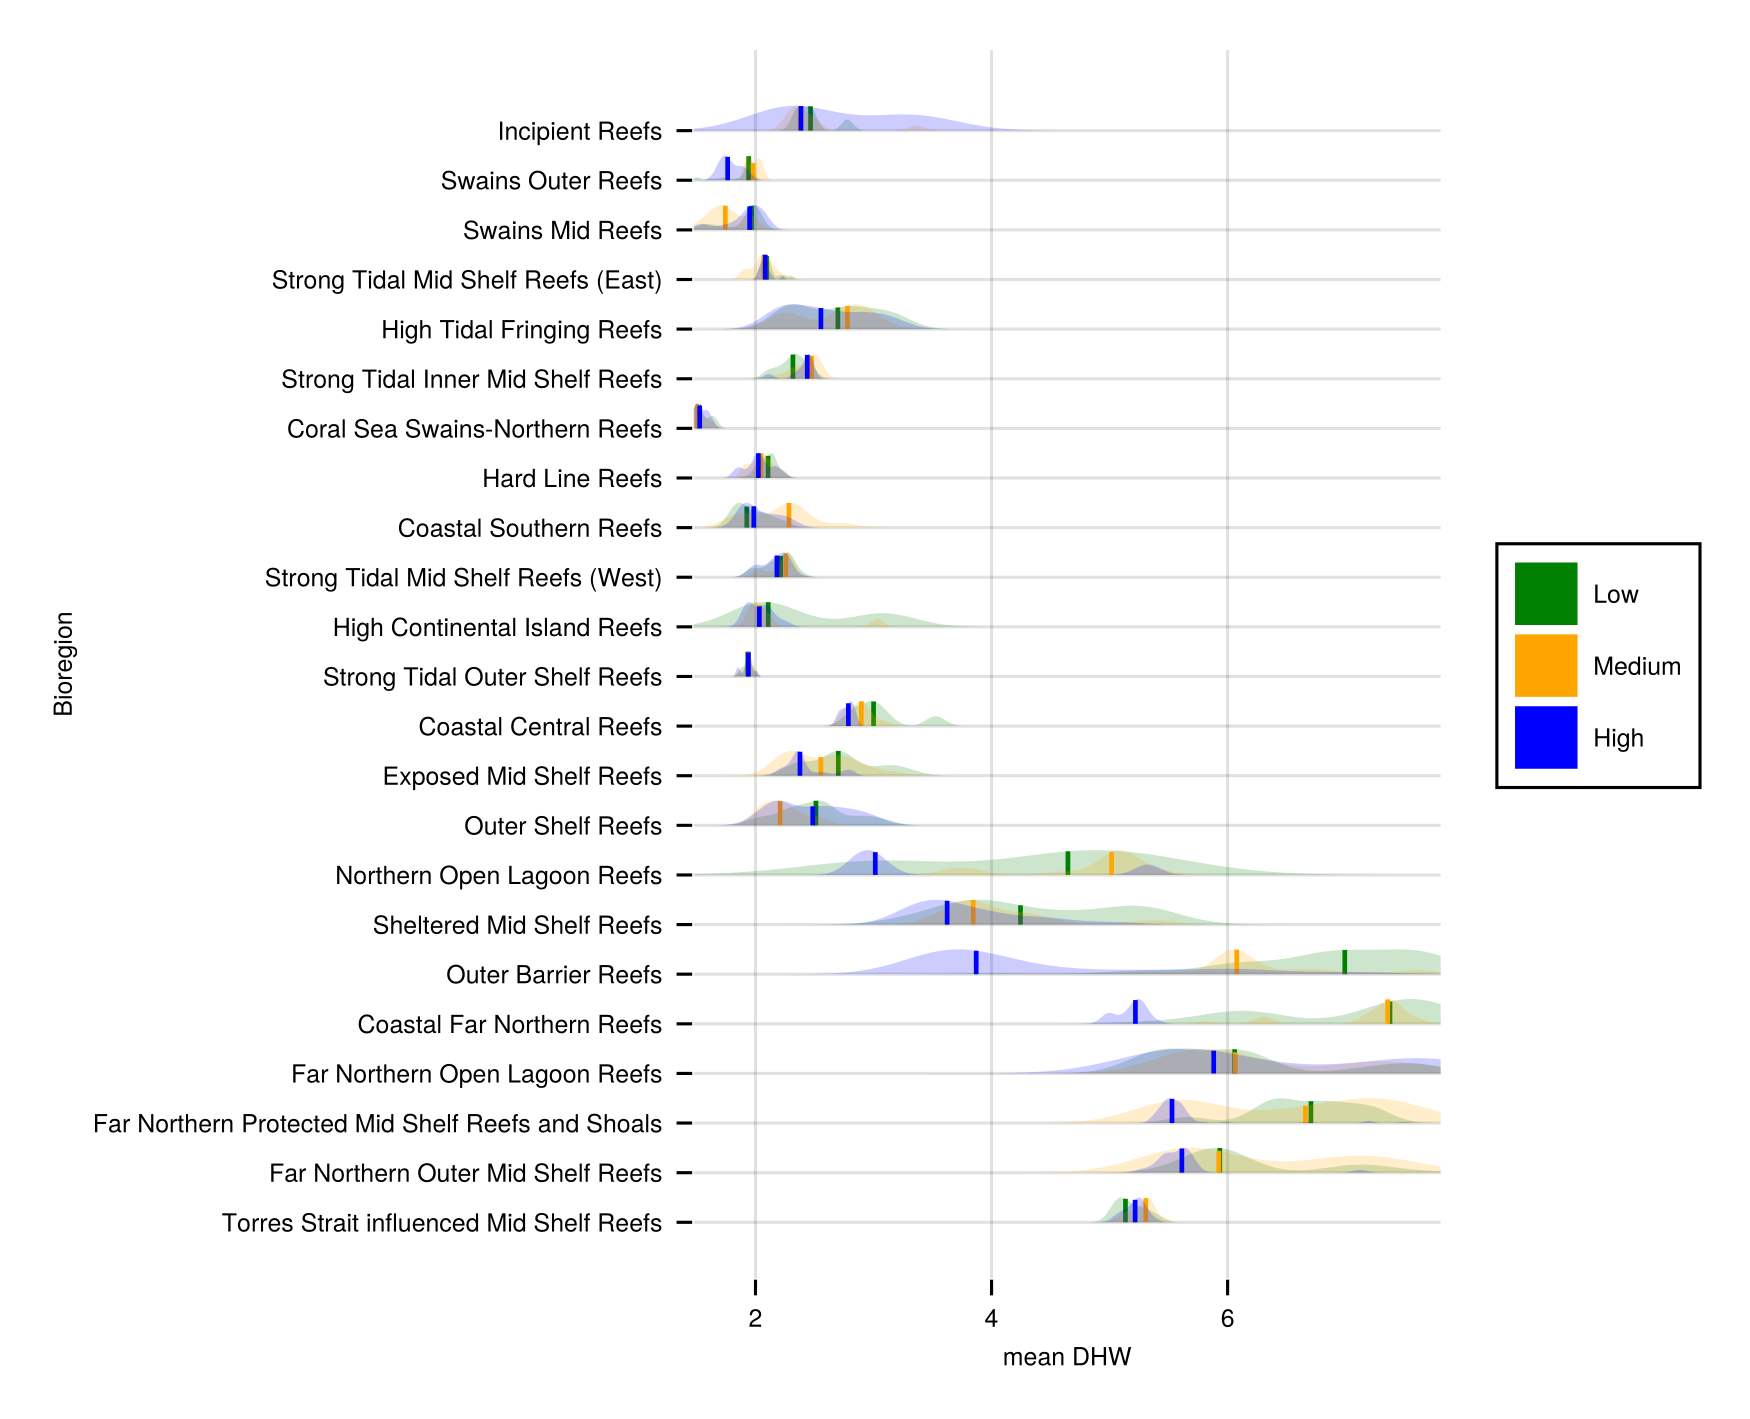 Incipient Reefs
Swains Outer Reefs
Swains Mid Reefs
Strong Tidal Mid Shelf Reefs (East)
High Tidal Fringing Reefs
Strong Tidal Inner Mid Shelf Reefs
Coral Sea Swains-Northern Reefs
Hard Line Reefs
Coastal Southern Reefs
Strong Tidal Mid Shelf Reefs (West)
High Continental Island Reefs
Strong Tidal Outer Shelf Reefs
Coastal Central Reefs
Exposed Mid Shelf Reefs
Outer Shelf Reefs
Northern Open Lagoon Reefs
Sheltered Mid Shelf Reefs
Outer Barrier Reefs
Coastal Far Northern Reefs
Far Northern Open Lagoon Reefs
Far Northern Protected Mid Shelf Reefs and Shoals
Far Northern Outer Mid Shelf Reefs
Torres Strait influenced Mid Shelf Reefs
Bioregion
2 4 6
mean DHW
Low
Medium
High